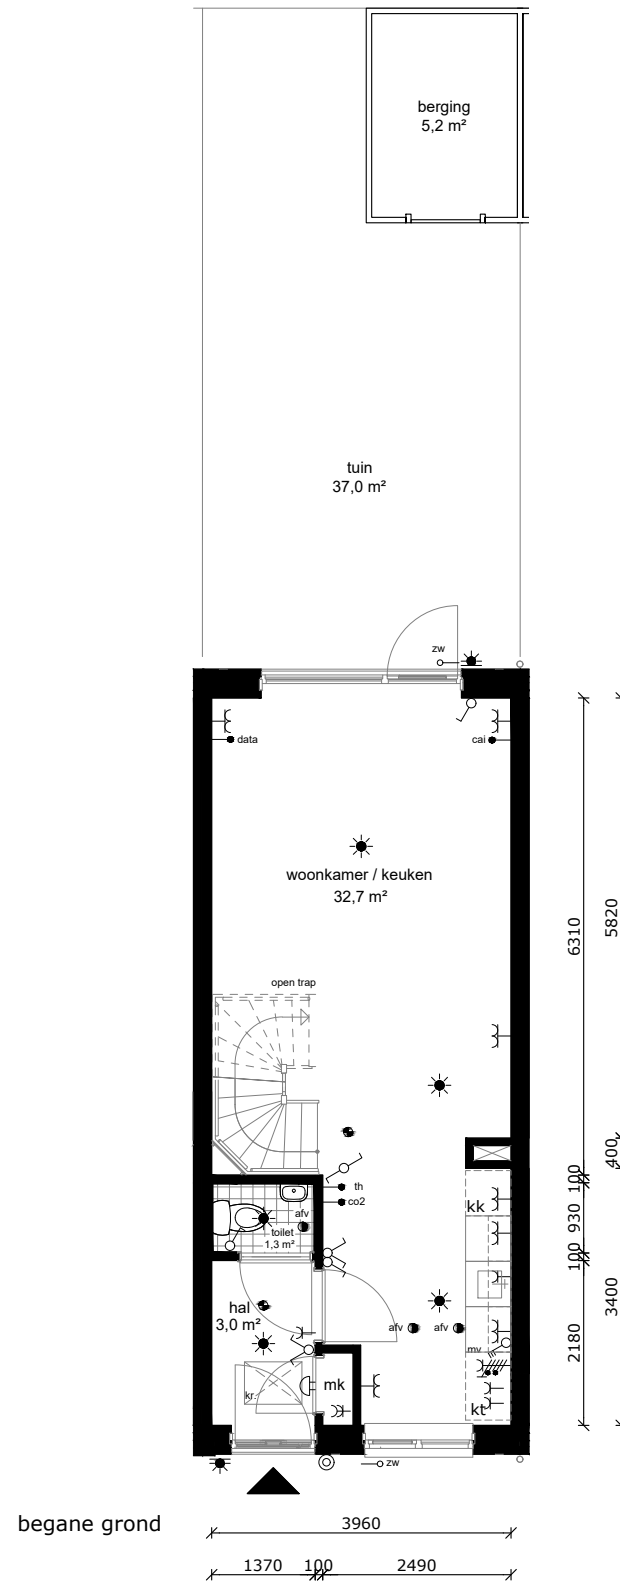 berging
5,2 m²
tuin
37,0 m²
zw
data
cai
woonkamer / keuken
32,7 m²
6310
5820
open trap
400
th
co2
100
kk
afv
toilet
1,3 m²
930
100
hal
3,0 m²
afv
afv
mv
3400
2180
kr.
mk
kt
zw
begane grond
3960
1370
100
2490